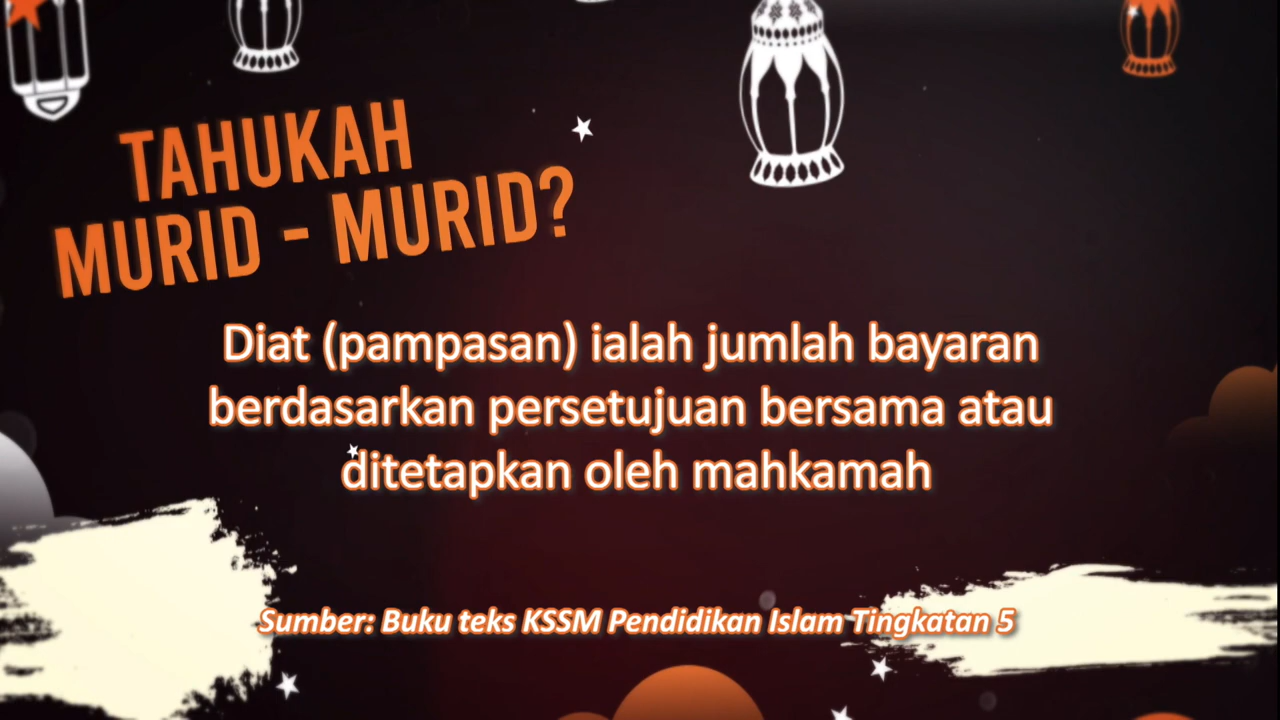 TAHUKAH
MURID - MURID?
Diat (pampasan) ialah jumlah bayaran
berdasarkan persetujuan bersama atau
ditetapkan oleh mahkamah
Sumber: Buku teks KSSM Pendidikan Islam Tingkatan 5